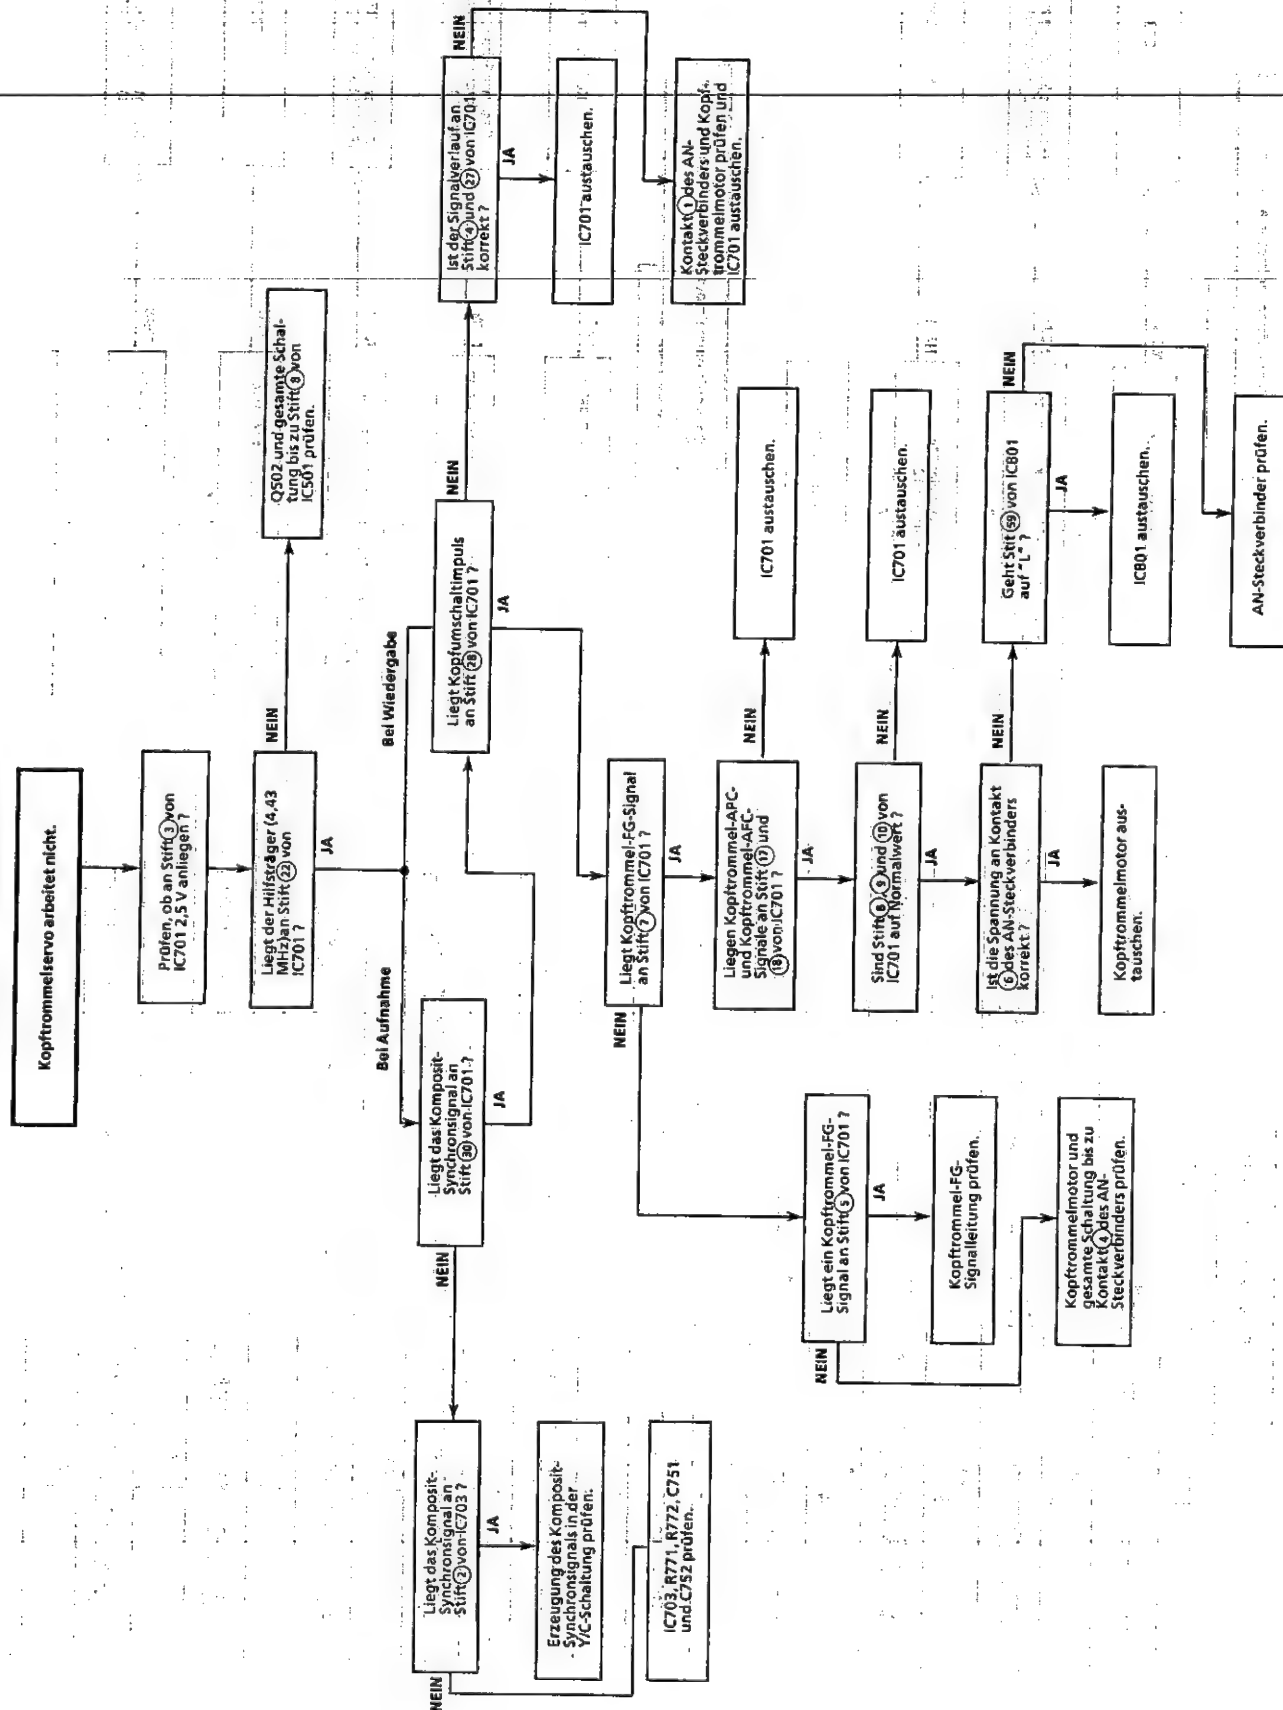 Kopftrommelservo arbeitet nicht.
Prüfen, ob an Stift ③ von
IC701 2,5 V anliegen ?
Liegt der Hilfsträger (4,43
MHz) an Stift ㉒ von
IC701 ?
NEIN
Q502 und gesamte Schal-
tung bis zu Stift ⑧ von
IC501 prüfen.
JA
Bei Aufnahme
Bei Wiedergabe
Liegt das Komposit-
Synchronsignal an
Stift ㉚ von IC701 ?
NEIN
JA
Liegt das Komposit-
Synchronsignal an
Stift ② von IC703 ?
NEIN
JA
Erzeugung des Komposit-
Synchronsignals in der
Y/C-Schaltung prüfen.
IC703, R771, R772, C751
und C752 prüfen.
Liegt Kopfumschaltimpuls
an Stift ㉘ von IC701 ?
NEIN
JA
Ist der Signalverlauf an
Stift ④ und ㉗ von IC701
korrekt ?
NEIN
JA
IC701 austauschen.
Kontakt ① des AN-
Steckverbinders und Kopf-
trommelmotor prüfen und
IC701 austauschen.
Liegt Kopftrommel-FG-Signal
an Stift ⑦ von IC701 ?
NEIN
JA
Liegt ein Kopftrommel-FG-
Signal an Stift ⑤ von IC701 ?
NEIN
JA
Kopftrommel-FG-
Signalleitung prüfen.
Kopftrommelmotor und
gesamte Schaltung bis zu
Kontakt ④ des AN-
Steckverbinders prüfen.
Liegen Kopftrommel-APC-
und Kopftrommel-AFC-
Signale an Stift ⑰ und
⑱ von IC701 ?
NEIN
IC701 austauschen.
JA
Sind Stift ⑧, ⑨ und ⑩ von
IC701 auf Normalwert ?
NEIN
IC701 austauschen.
JA
Ist die Spannung an Kontakt
⑥ des AN-Steckverbinders
korrekt ?
NEIN
JA
Kopftrommelmotor aus-
tauschen.
Geht Stit ㊾ von IC801
auf "L" ?
NEIN
JA
IC801 austauschen.
AN-Steckverbinder prüfen.